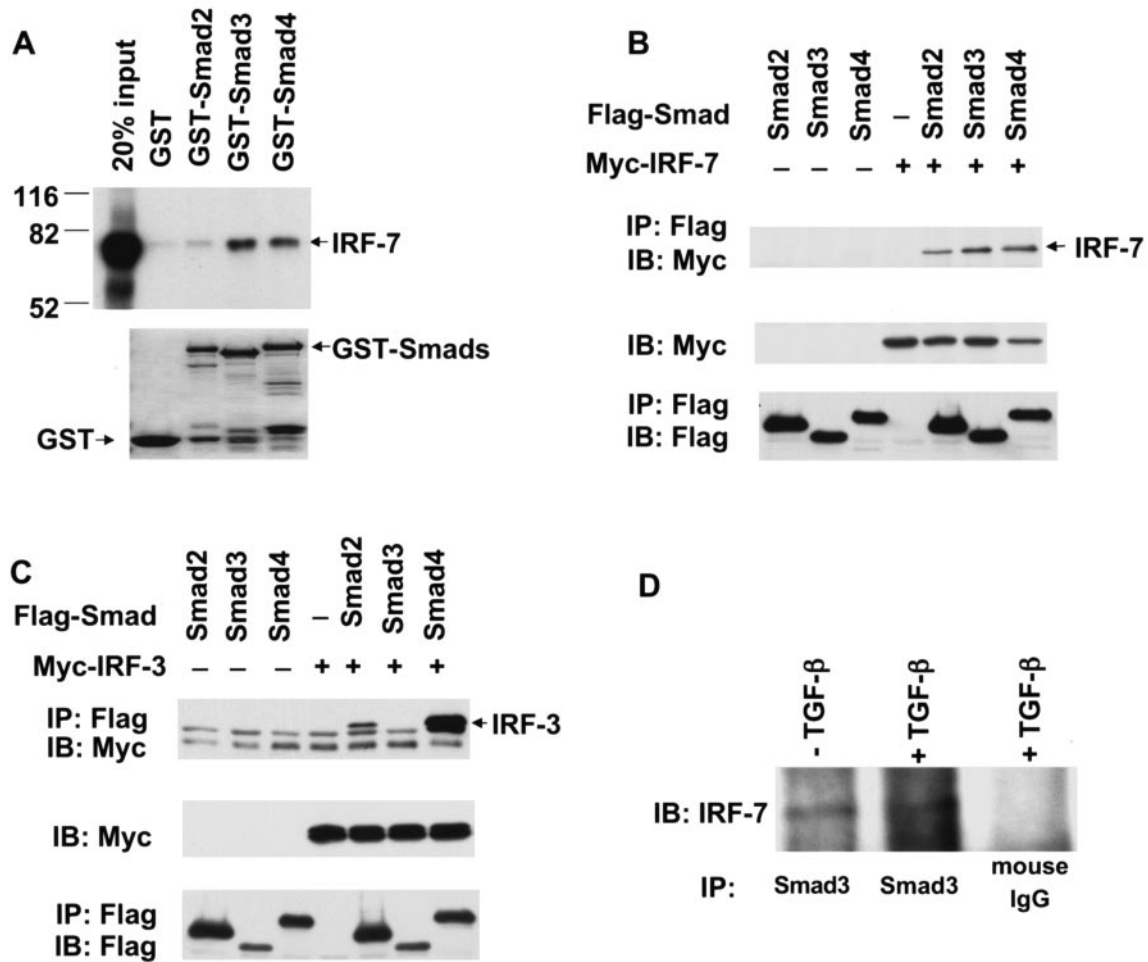 A
20% input
GST
GST-Smad2
GST-Smad3
GST-Smad4
116
82
52
IRF-7
GST-Smads
GST
B
Flag-Smad
Smad2 Smad3 Smad4 – Smad2 Smad3 Smad4
Myc-IRF-7 – – – + + + +
IP: Flag
IB: Myc
IRF-7
IB: Myc
IP: Flag
IB: Flag
C
Flag-Smad
Smad2 Smad3 Smad4 – Smad2 Smad3 Smad4
Myc-IRF-3 – – – + + + +
IP: Flag
IB: Myc
IRF-3
IB: Myc
IP: Flag
IB: Flag
D
- TGF-β
+ TGF-β
+ TGF-β
IB: IRF-7
IP: Smad3 Smad3 mouse
IgG